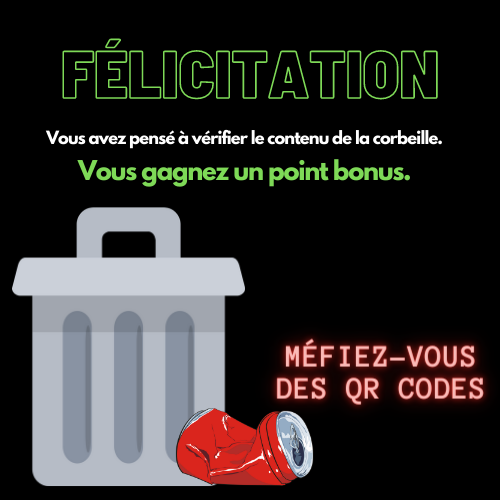 FÉLICITATION
Vous avez pensé à vérifier le contenu de la corbeille.
Vous gagnez un point bonus.
MÉFIEZ-VOUS
DES QR CODES